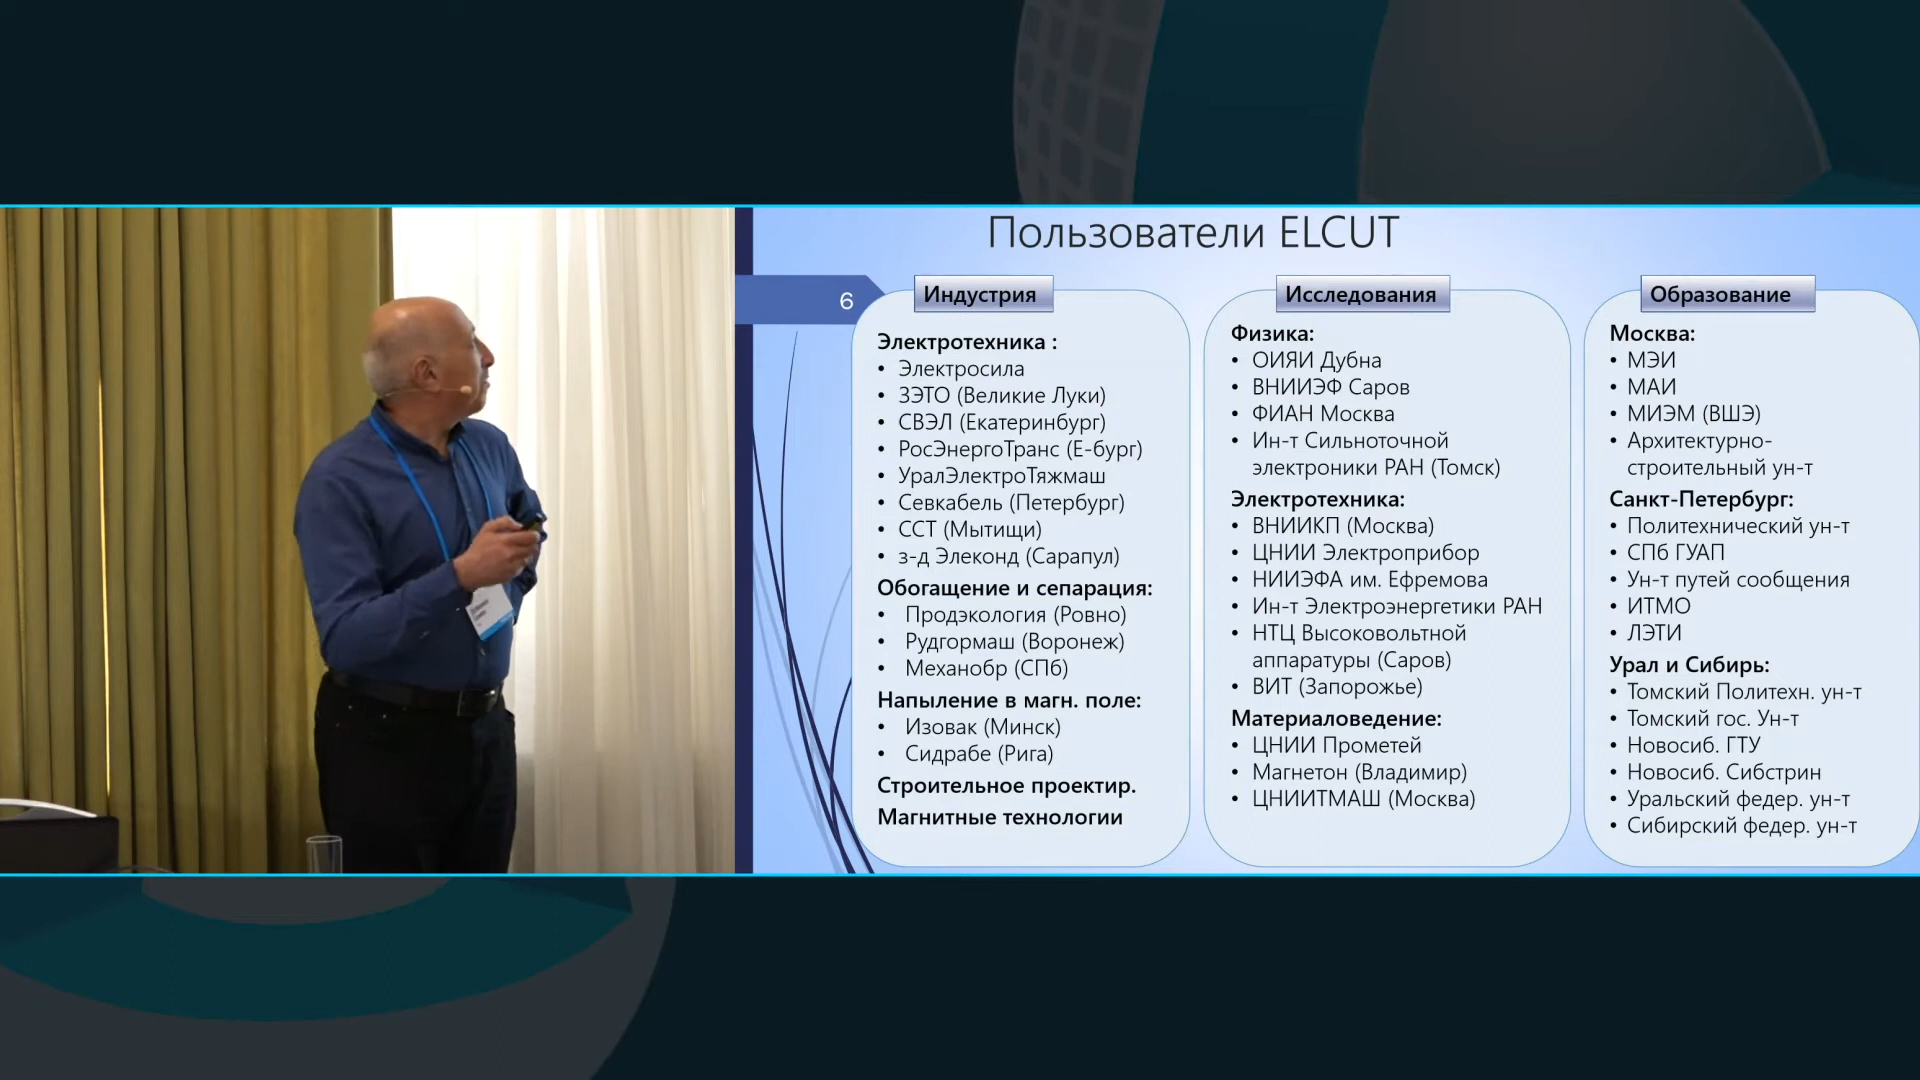 Пользователи ELCUT
6
Индустрия
Электротехника :
• Электросила
• ЗЭТО (Великие Луки)
• СВЭЛ (Екатеринбург)
• РосЭнергоТранс (Е-бург)
• УралЭлектроТяжмаш
• Севкабель (Петербург)
• ССТ (Мытищи)
• з-д Элеконд (Сарапул)
Обогащение и сепарация:
• Продэкология (Ровно)
• Рудгормаш (Воронеж)
• Механобр (СПб)
Напыление в магн. поле:
• Изовак (Минск)
• Сидрабе (Рига)
Строительное проектир.
Магнитные технологии
Исследования
Физика:
• ОИЯИ Дубна
• ВНИИЭФ Саров
• ФИАН Москва
• Ин-т Сильноточной
электроники РАН (Томск)
Электротехника:
• ВНИИКП (Москва)
• ЦНИИ Электроприбор
• НИИЭФА им. Ефремова
• Ин-т Электроэнергетики РАН
• НТЦ Высоковольтной
аппаратуры (Саров)
• ВИТ (Запорожье)
Материаловедение:
• ЦНИИ Прометей
• Магнетон (Владимир)
• ЦНИИТМАШ (Москва)
Образование
Москва:
• МЭИ
• МАИ
• МИЭМ (ВШЭ)
• Архитектурно-
строительный ун-т
Санкт-Петербург:
• Политехнический ун-т
• СПб ГУАП
• Ун-т путей сообщения
• ИТМО
• ЛЭТИ
Урал и Сибирь:
• Томский Политехн. ун-т
• Томский гос. Ун-т
• Новосиб. ГТУ
• Новосиб. Сибстрин
• Уральский федер. ун-т
• Сибирский федер. ун-т